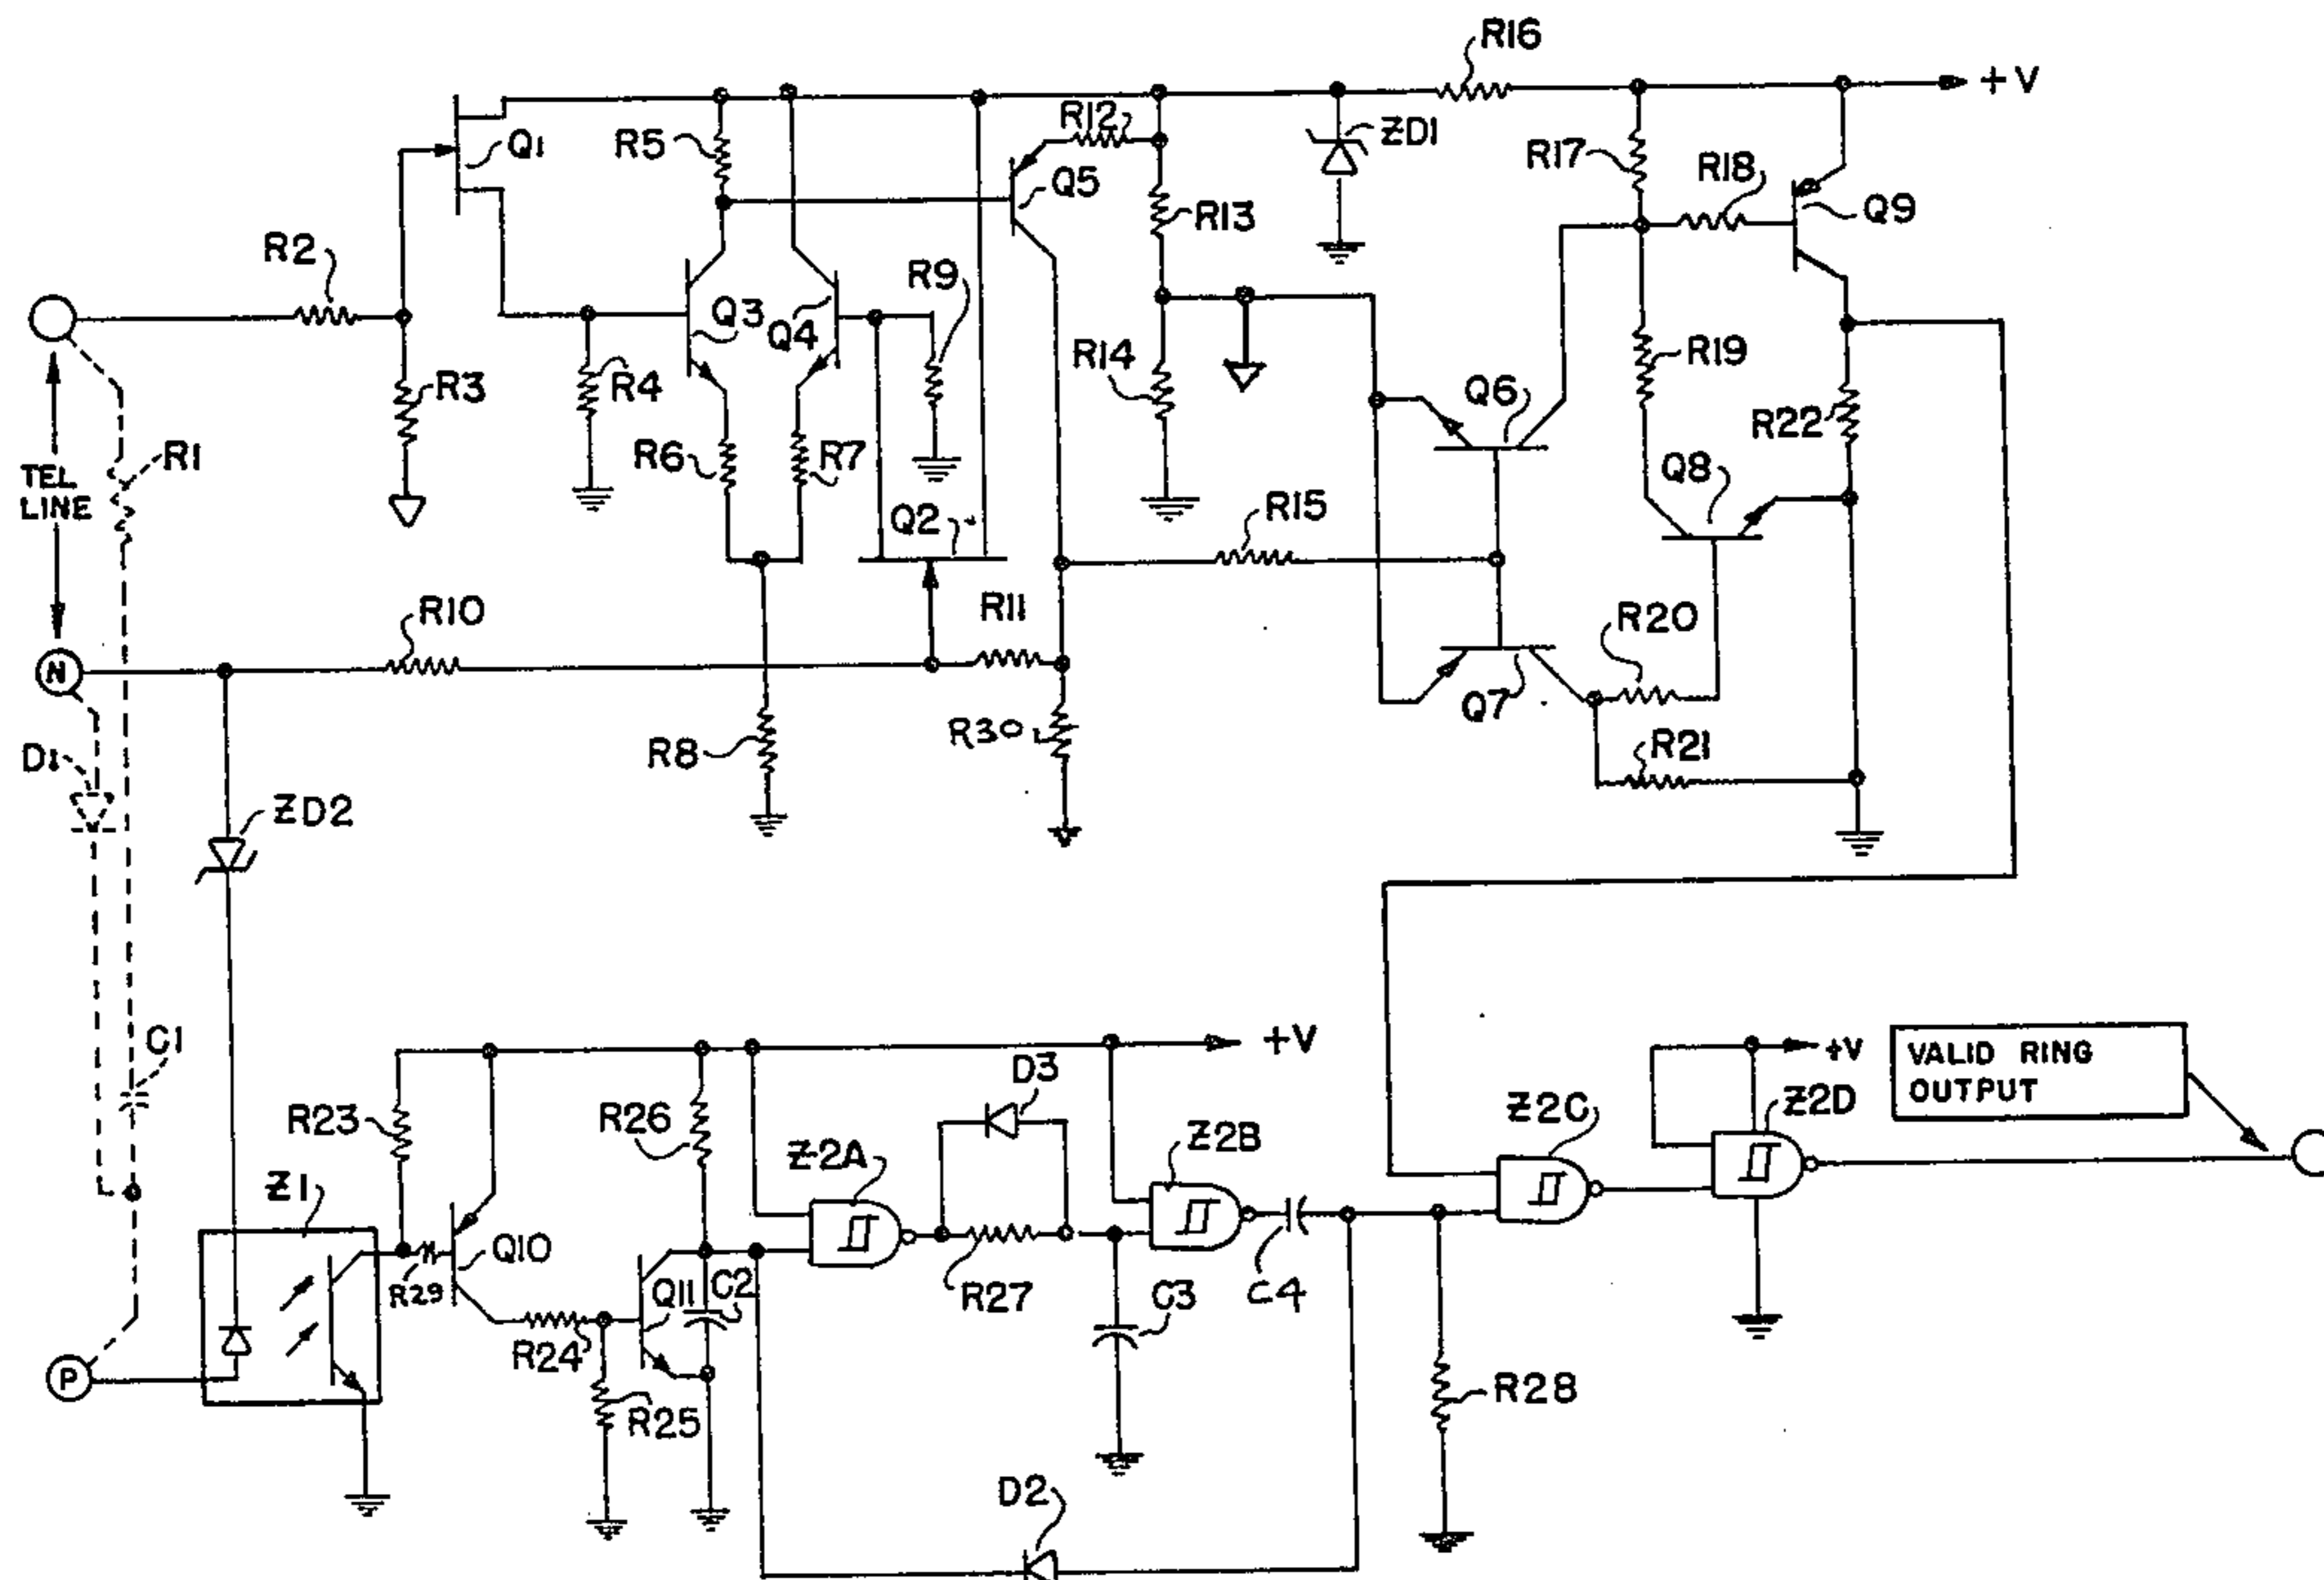 R16
+V
R12
ZD1
R5
Q1
Q5
R17
R18
Q9
R13
R2
R9
Q3
Q4
R14
R19
R3
R4
Q6
R22
R1
TEL
LINE
R6
R7
Q8
Q2
R15
R10
R11
R20
N
Q7
R30
D1
R8
R21
ZD2
C1
+V
D3
+V
VALID RING
OUTPUT
R23
R26
Z2A
Z2B
Z2C
Z2D
Z1
Q10
R29
Q11
C2
R27
C3
C4
R24
P
R25
R28
D2